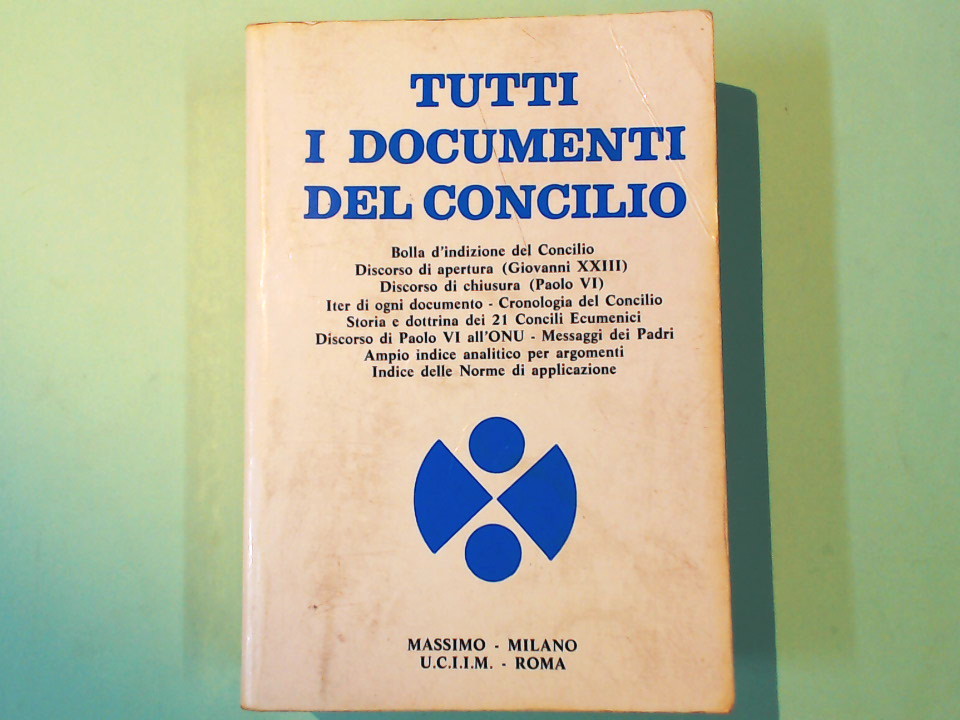 TUTTI
I DOCUMENTI
DEL CONCILIO
Bolla d'indizione del Concilio
Discorso di apertura (Giovanni XXIII)
Discorso di chiusura (Paolo VI)
Iter di ogni documento - Cronologia del Concilio
Storia e dottrina dei 21 Concili Ecumenici
Discorso di Paolo VI all'ONU - Messaggi dei Padri
Ampio indice analitico per argomenti
Indice delle Norme di applicazione
MASSIMO - MILANO
U.C.I.I.M. - ROMA